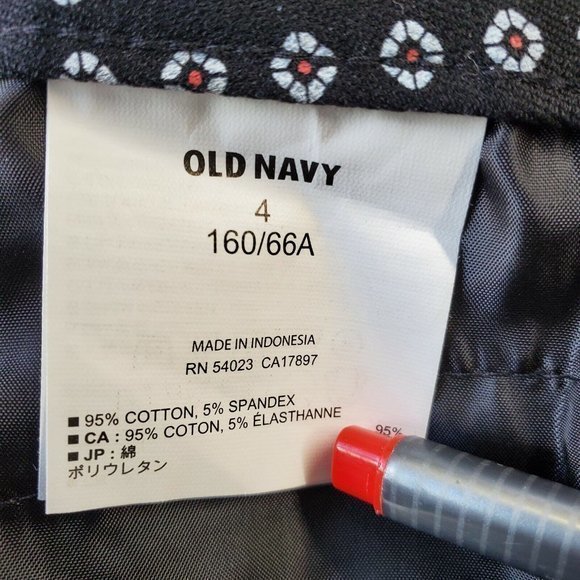 OLD NAVY
4
160/66A
MADE IN INDONESIA
RN 54023 CA17897
■ 95% COTTON, 5% SPANDEX
■ CA : 95% COTON, 5% ÉLASTHANNE
■ JP : 綿 95%
ポリウレタン